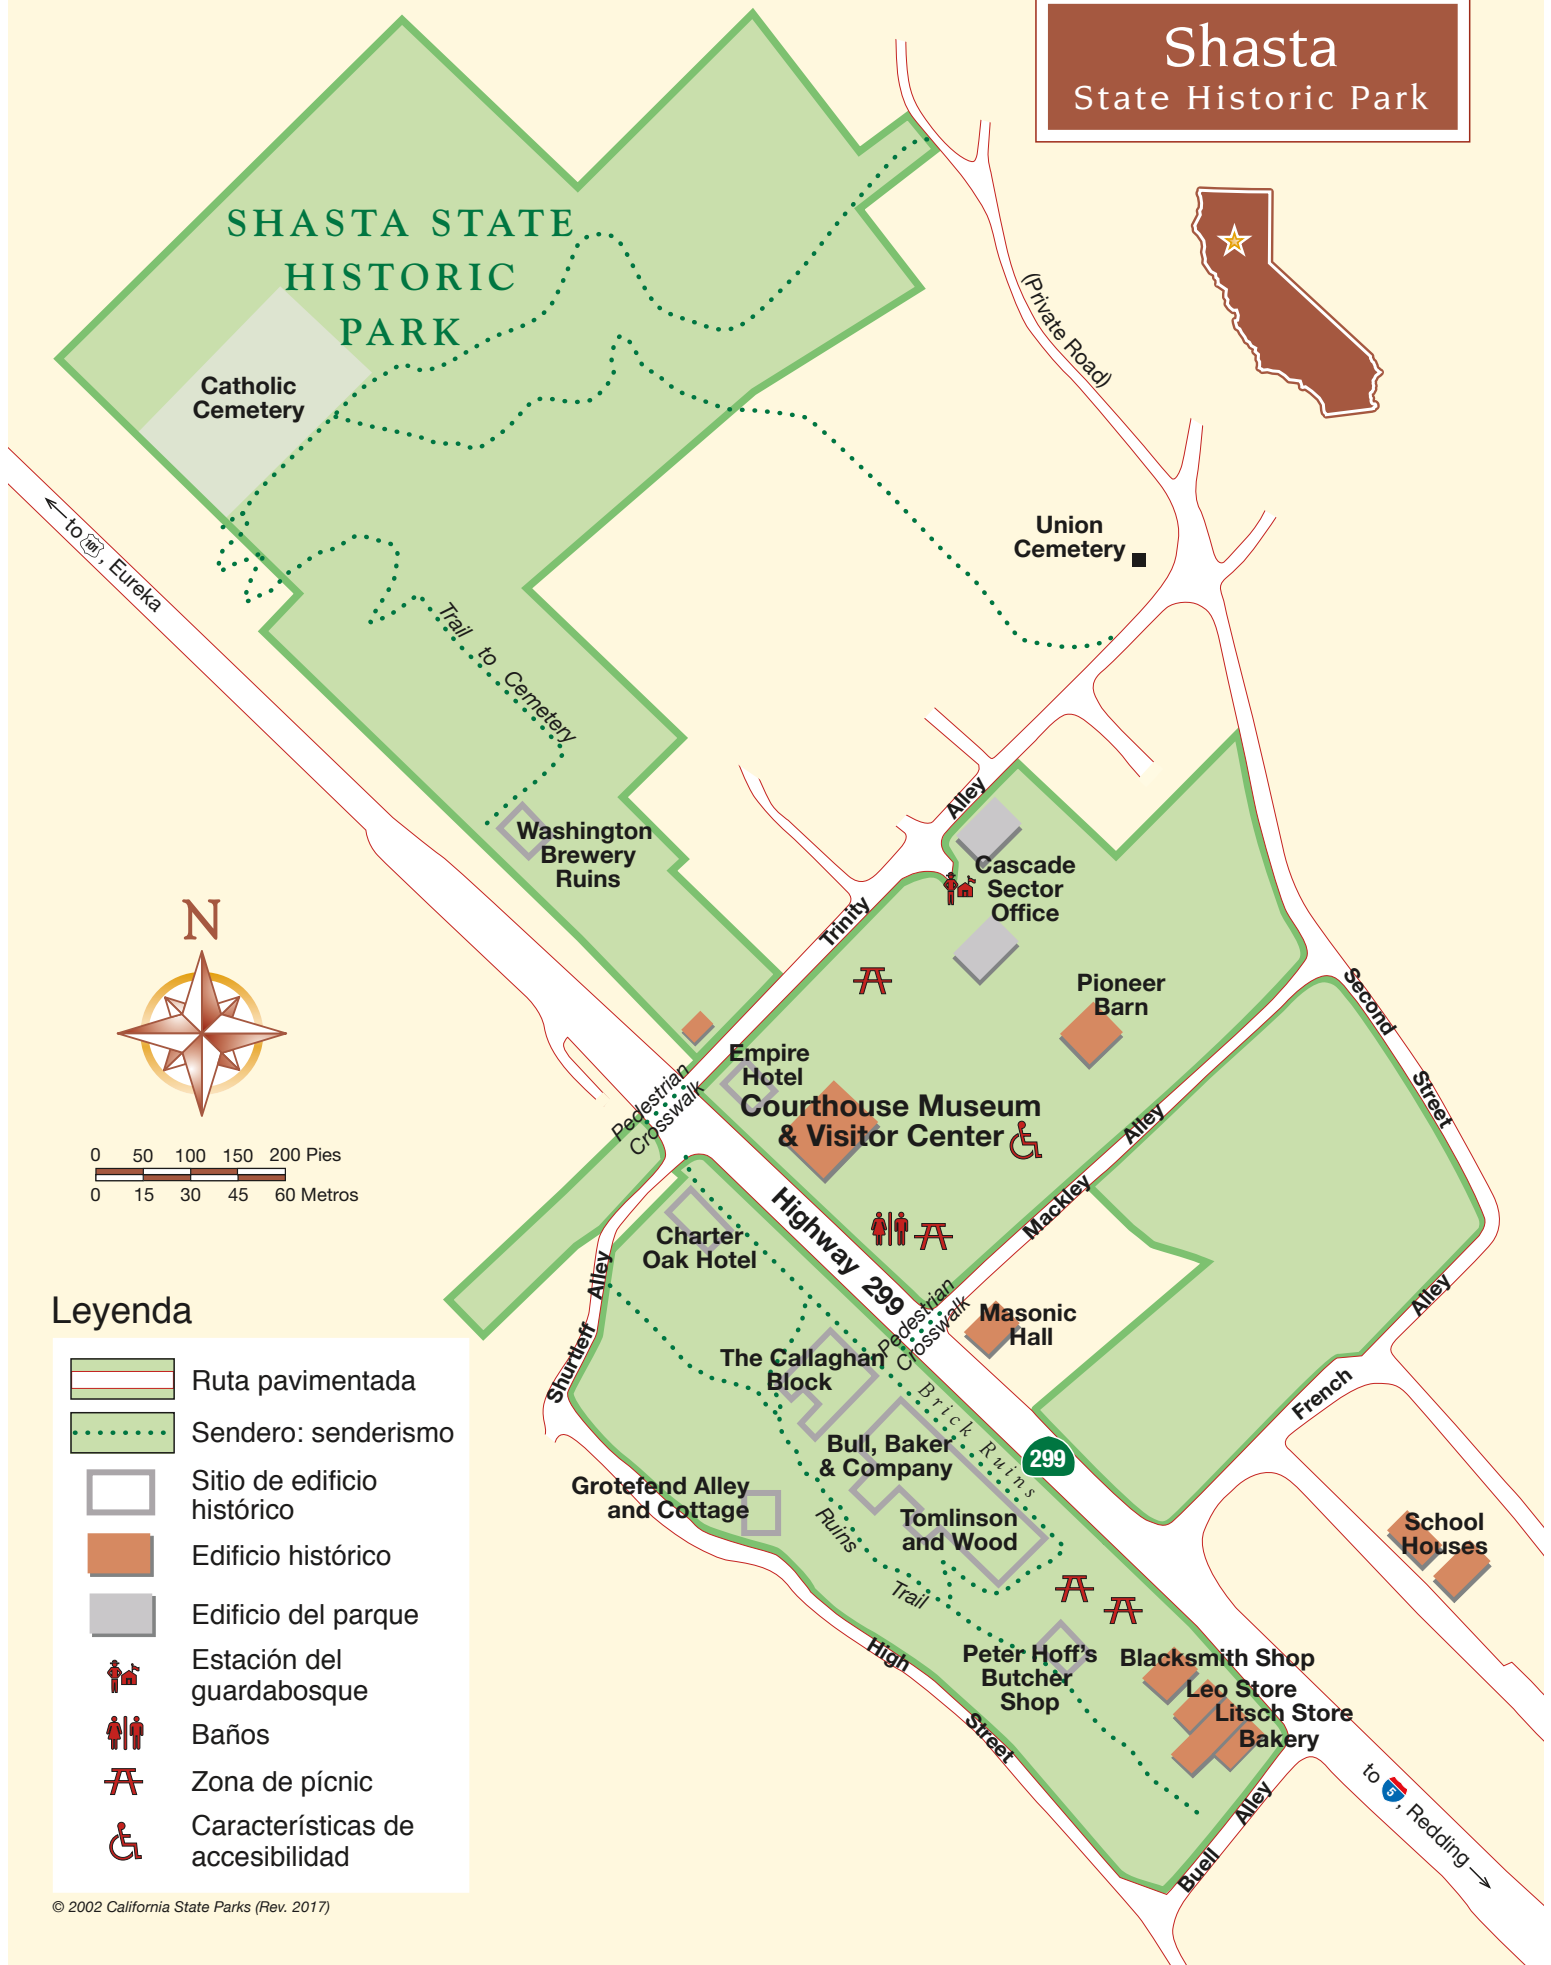 Shasta
State Historic Park
SHASTA STATE
HISTORIC
PARK
(Private Road)
Catholic
Cemetery
to 101, Eureka
Union
Cemetery
Trail to Cemetery
Washington
Brewery
Ruins
Alley
Trinity
Cascade
Sector
Office
N
Pioneer
Barn
Second
Street
Empire
Hotel
Pedestrian
Crosswalk
Courthouse Museum
& Visitor Center
Alley
Mackley
0 50 100 150 200 Pies
0 15 30 45 60 Metros
Highway 299
Charter
Oak Hotel
Alley
Shurtleff
Pedestrian
Crosswalk
Masonic
Hall
Alley
French
The Callaghan
Block
Brick Ruins
299
Bull, Baker
& Company
Grotefend Alley
and Cottage
Tomlinson
and Wood
Ruins
Trail
School
Houses
High
Street
Peter Hoff's
Butcher
Shop
Blacksmith Shop
Leo Store
Litsch Store
Bakery
Alley
Buell
to 5, Redding
Leyenda
Ruta pavimentada
Sendero: senderismo
Sitio de edificio
histórico
Edificio histórico
Edificio del parque
Estación del
guardabosque
Baños
Zona de pícnic
Características de
accesibilidad
© 2002 California State Parks (Rev. 2017)